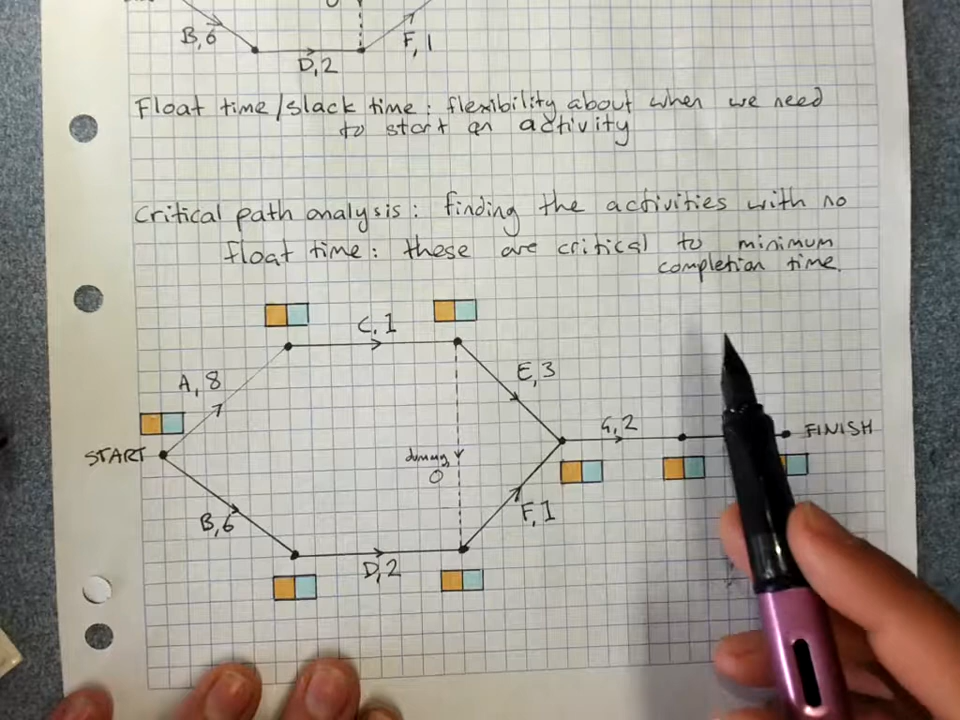 B,6
D,2
F,1
Float time/slack time: flexibility about when we need
to start an activity
Critical path analysis: finding the activities with no
float time: these are critical to minimum
completion time.
C,1
A,8
E,3
START
G,2
FINISH
dummy
0
B,6
F,1
D,2